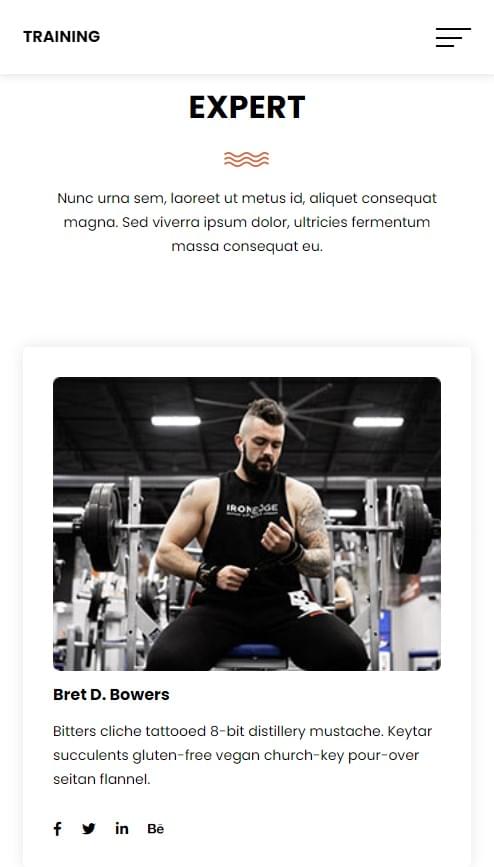 TRAINING
EXPERT
Nunc urna sem, laoreet ut metus id, aliquet consequat
magna. Sed viverra ipsum dolor, ultricies fermentum
massa consequat eu.
IRON EDGE
Bret D. Bowers
Bitters cliche tattooed 8-bit distillery mustache. Keytar
succulents gluten-free vegan church-key pour-over
seitan flannel.
Bē